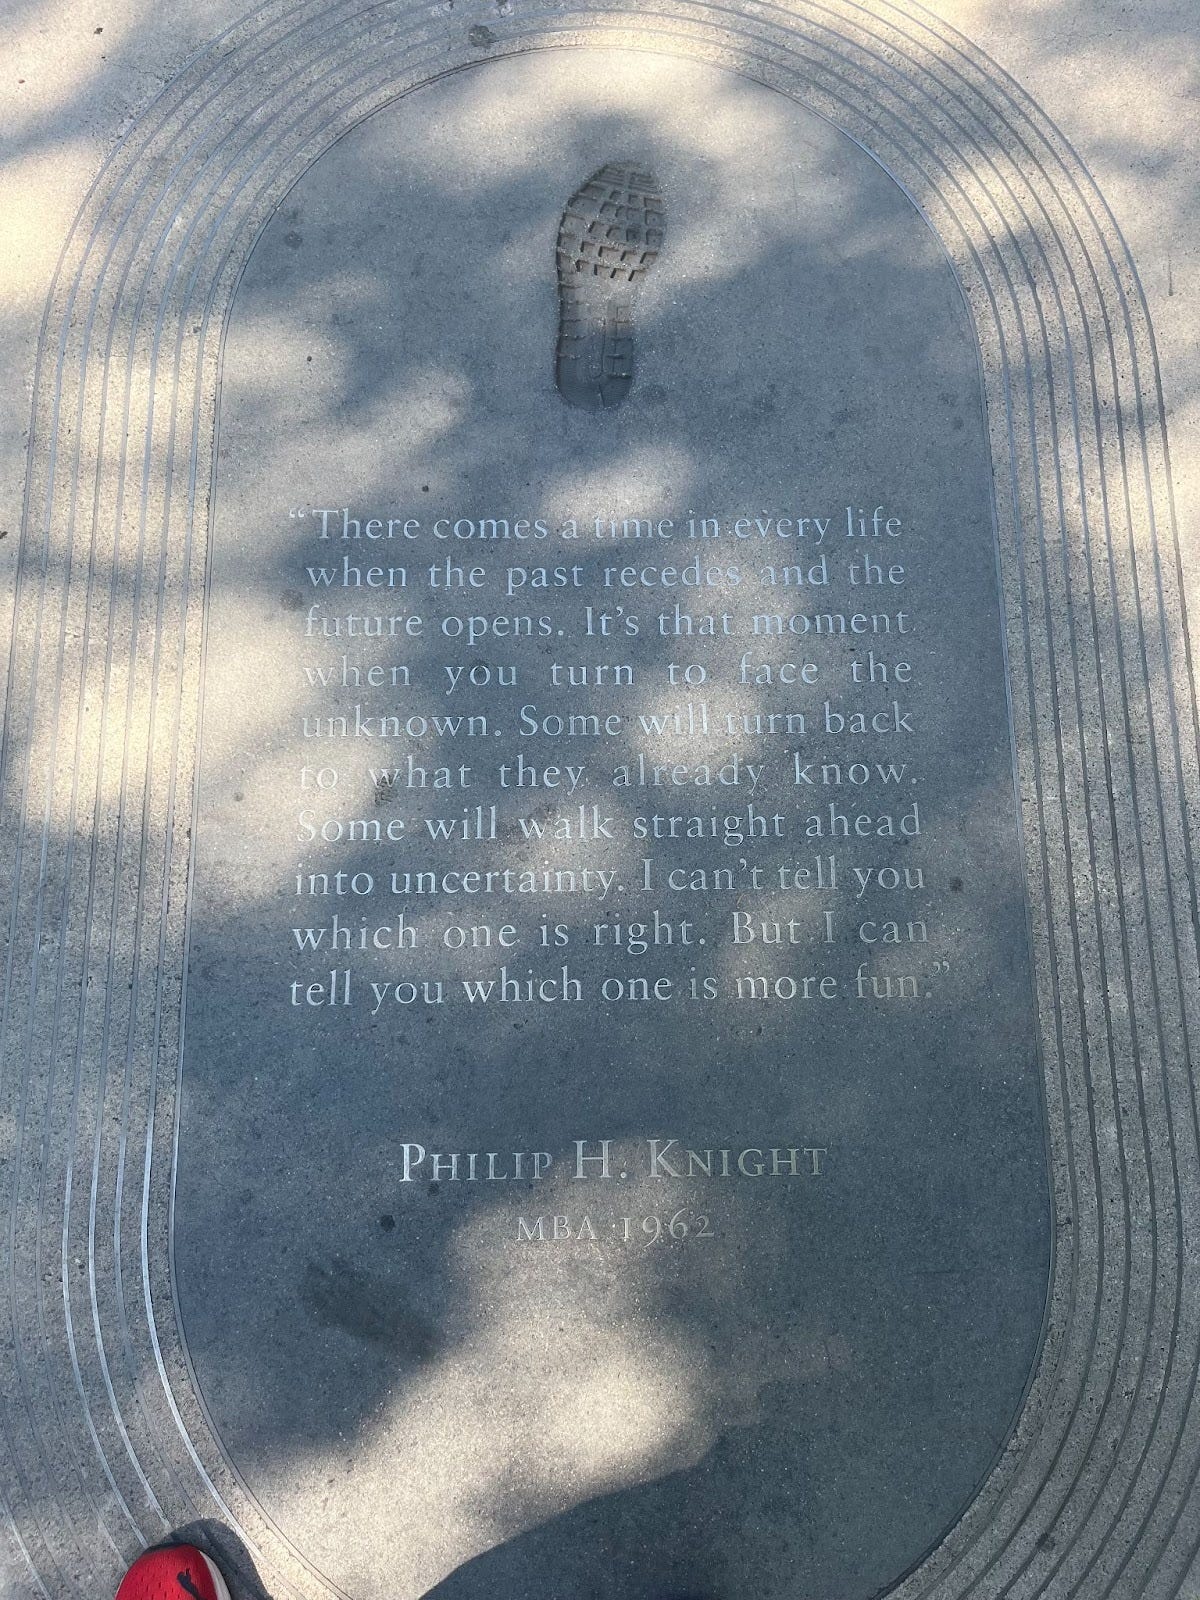 “There comes a time in every life
when the past recedes and the
future opens. It’s that moment
when you turn to face the
unknown. Some will turn back
to what they already know.
Some will walk straight ahead
into uncertainty. I can’t tell you
which one is right. But I can
tell you which one is more fun.”
PHILIP H. KNIGHT
MBA 1962